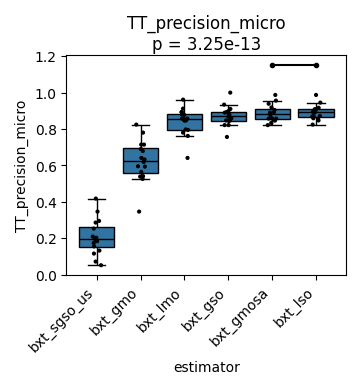 TT_precision_micro
p = 3.25e-13
TT_precision_micro
1.2
1.0
0.8
0.6
0.4
0.2
0.0
bxt_sgso_us
bxt_gmo
bxt_lmo
bxt_gso
bxt_gmosa
bxt_lso
estimator